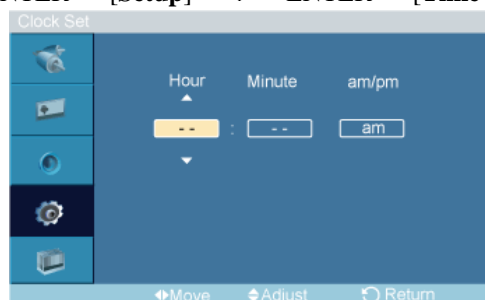 [Setup] ENTER [Time
Clock Set
Hour Minute am/pm
- - : - - am
Move Adjust Return